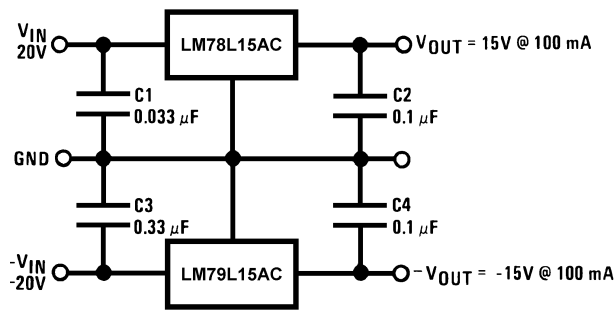 VIN
20V
LM78L15AC
VOUT = 15V @ 100 mA
C1
0.033 µF
C2
0.1 µF
GND
C3
0.33 µF
C4
0.1 µF
-VIN
-20V
LM79L15AC
-VOUT = -15V @ 100 mA